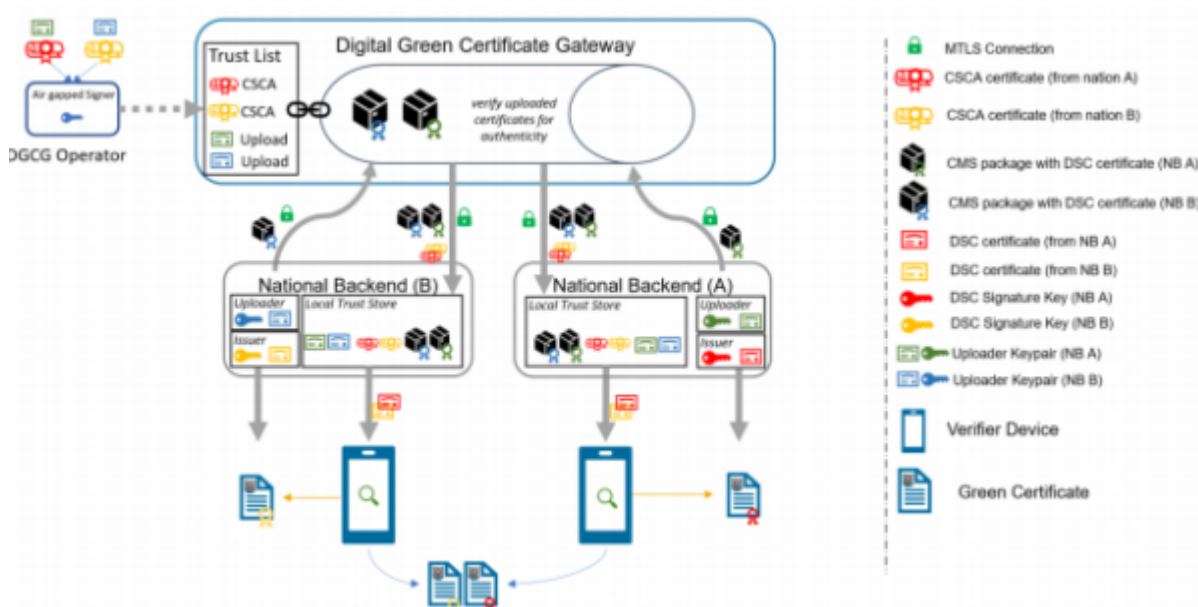 Digital Green Certificate Gateway
Trust List
CSCA
CSCA
Upload
Upload
verify uploaded
certificates for
authenticity
Air gapped Signer
DGCG Operator
National Backend (B)
Uploader
Issuer
Local Trust Store
National Backend (A)
Local Trust Store
Uploader
Issuer
MTLS Connection
CSCA certificate (from nation A)
CSCA certificate (from nation B)
CMS package with DSC certificate (NB A)
CMS package with DSC certificate (NB B)
DSC certificate (from NB A)
DSC certificate (from NB B)
DSC Signature Key (NB A)
DSC Signature Key (NB B)
Uploader Keypair (NB A)
Uploader Keypair (NB B)
Verifier Device
Green Certificate